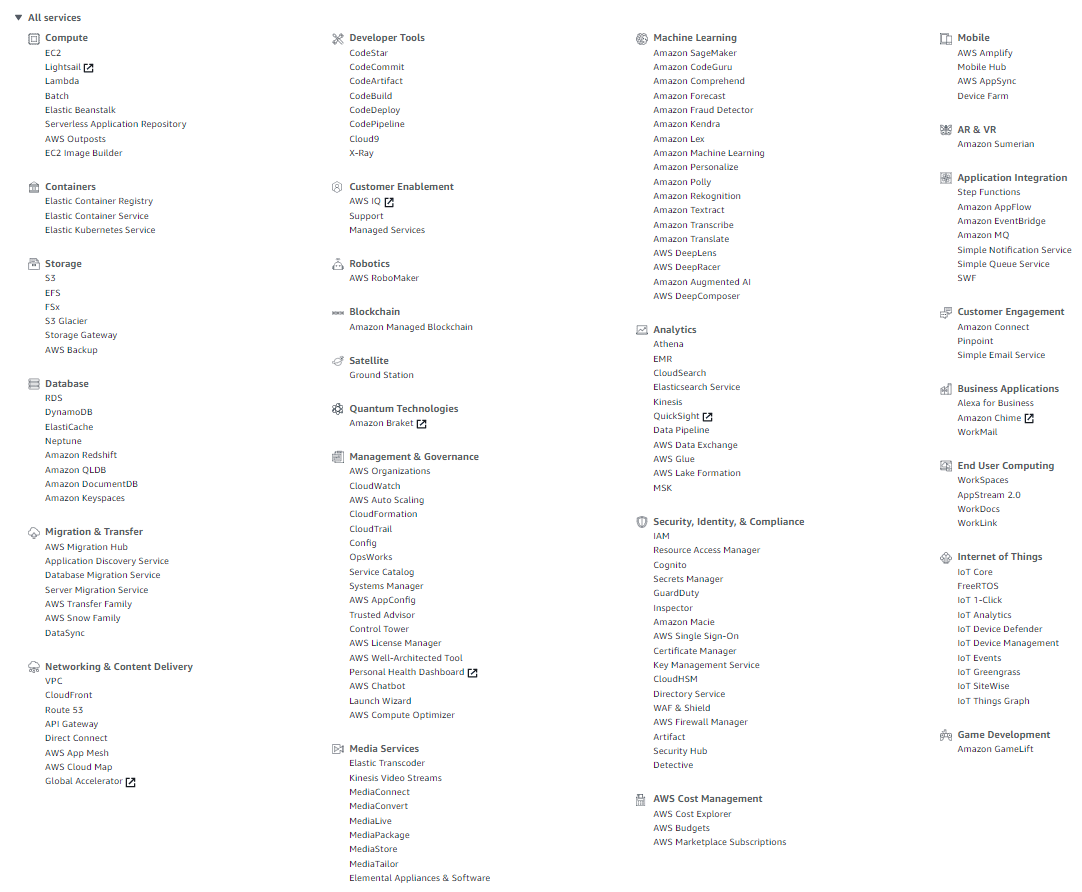 All services
Compute
EC2
Lightsail
Lambda
Batch
Elastic Beanstalk
Serverless Application Repository
AWS Outposts
EC2 Image Builder
Containers
Elastic Container Registry
Elastic Container Service
Elastic Kubernetes Service
Storage
S3
EFS
FSx
S3 Glacier
Storage Gateway
AWS Backup
Database
RDS
DynamoDB
ElastiCache
Neptune
Amazon Redshift
Amazon QLDB
Amazon DocumentDB
Amazon Keyspaces
Migration & Transfer
AWS Migration Hub
Application Discovery Service
Database Migration Service
Server Migration Service
AWS Transfer Family
AWS Snow Family
DataSync
Networking & Content Delivery
VPC
CloudFront
Route 53
API Gateway
Direct Connect
AWS App Mesh
AWS Cloud Map
Global Accelerator
Developer Tools
CodeStar
CodeCommit
CodeArtifact
CodeBuild
CodeDeploy
CodePipeline
Cloud9
X-Ray
Customer Enablement
AWS IQ
Support
Managed Services
Robotics
AWS RoboMaker
Blockchain
Amazon Managed Blockchain
Satellite
Ground Station
Quantum Technologies
Amazon Braket
Management & Governance
AWS Organizations
CloudWatch
AWS Auto Scaling
CloudFormation
CloudTrail
Config
OpsWorks
Service Catalog
Systems Manager
AWS AppConfig
Trusted Advisor
Control Tower
AWS License Manager
AWS Well-Architected Tool
Personal Health Dashboard
AWS Chatbot
Launch Wizard
AWS Compute Optimizer
Media Services
Elastic Transcoder
Kinesis Video Streams
MediaConnect
MediaConvert
MediaLive
MediaPackage
MediaStore
MediaTailor
Elemental Appliances & Software
Machine Learning
Amazon SageMaker
Amazon CodeGuru
Amazon Comprehend
Amazon Forecast
Amazon Fraud Detector
Amazon Kendra
Amazon Lex
Amazon Machine Learning
Amazon Personalize
Amazon Polly
Amazon Rekognition
Amazon Textract
Amazon Transcribe
Amazon Translate
AWS DeepLens
AWS DeepRacer
Amazon Augmented AI
AWS DeepComposer
Analytics
Athena
EMR
CloudSearch
Elasticsearch Service
Kinesis
QuickSight
Data Pipeline
AWS Data Exchange
AWS Glue
AWS Lake Formation
MSK
Security, Identity, & Compliance
IAM
Resource Access Manager
Cognito
Secrets Manager
GuardDuty
Inspector
Amazon Macie
AWS Single Sign-On
Certificate Manager
Key Management Service
CloudHSM
Directory Service
WAF & Shield
AWS Firewall Manager
Artifact
Security Hub
Detective
AWS Cost Management
AWS Cost Explorer
AWS Budgets
AWS Marketplace Subscriptions
Mobile
AWS Amplify
Mobile Hub
AWS AppSync
Device Farm
AR & VR
Amazon Sumerian
Application Integration
Step Functions
Amazon AppFlow
Amazon EventBridge
Amazon MQ
Simple Notification Service
Simple Queue Service
SWF
Customer Engagement
Amazon Connect
Pinpoint
Simple Email Service
Business Applications
Alexa for Business
Amazon Chime
WorkMail
End User Computing
WorkSpaces
AppStream 2.0
WorkDocs
WorkLink
Internet of Things
IoT Core
FreeRTOS
IoT 1-Click
IoT Analytics
IoT Device Defender
IoT Device Management
IoT Events
IoT Greengrass
IoT SiteWise
IoT Things Graph
Game Development
Amazon GameLift